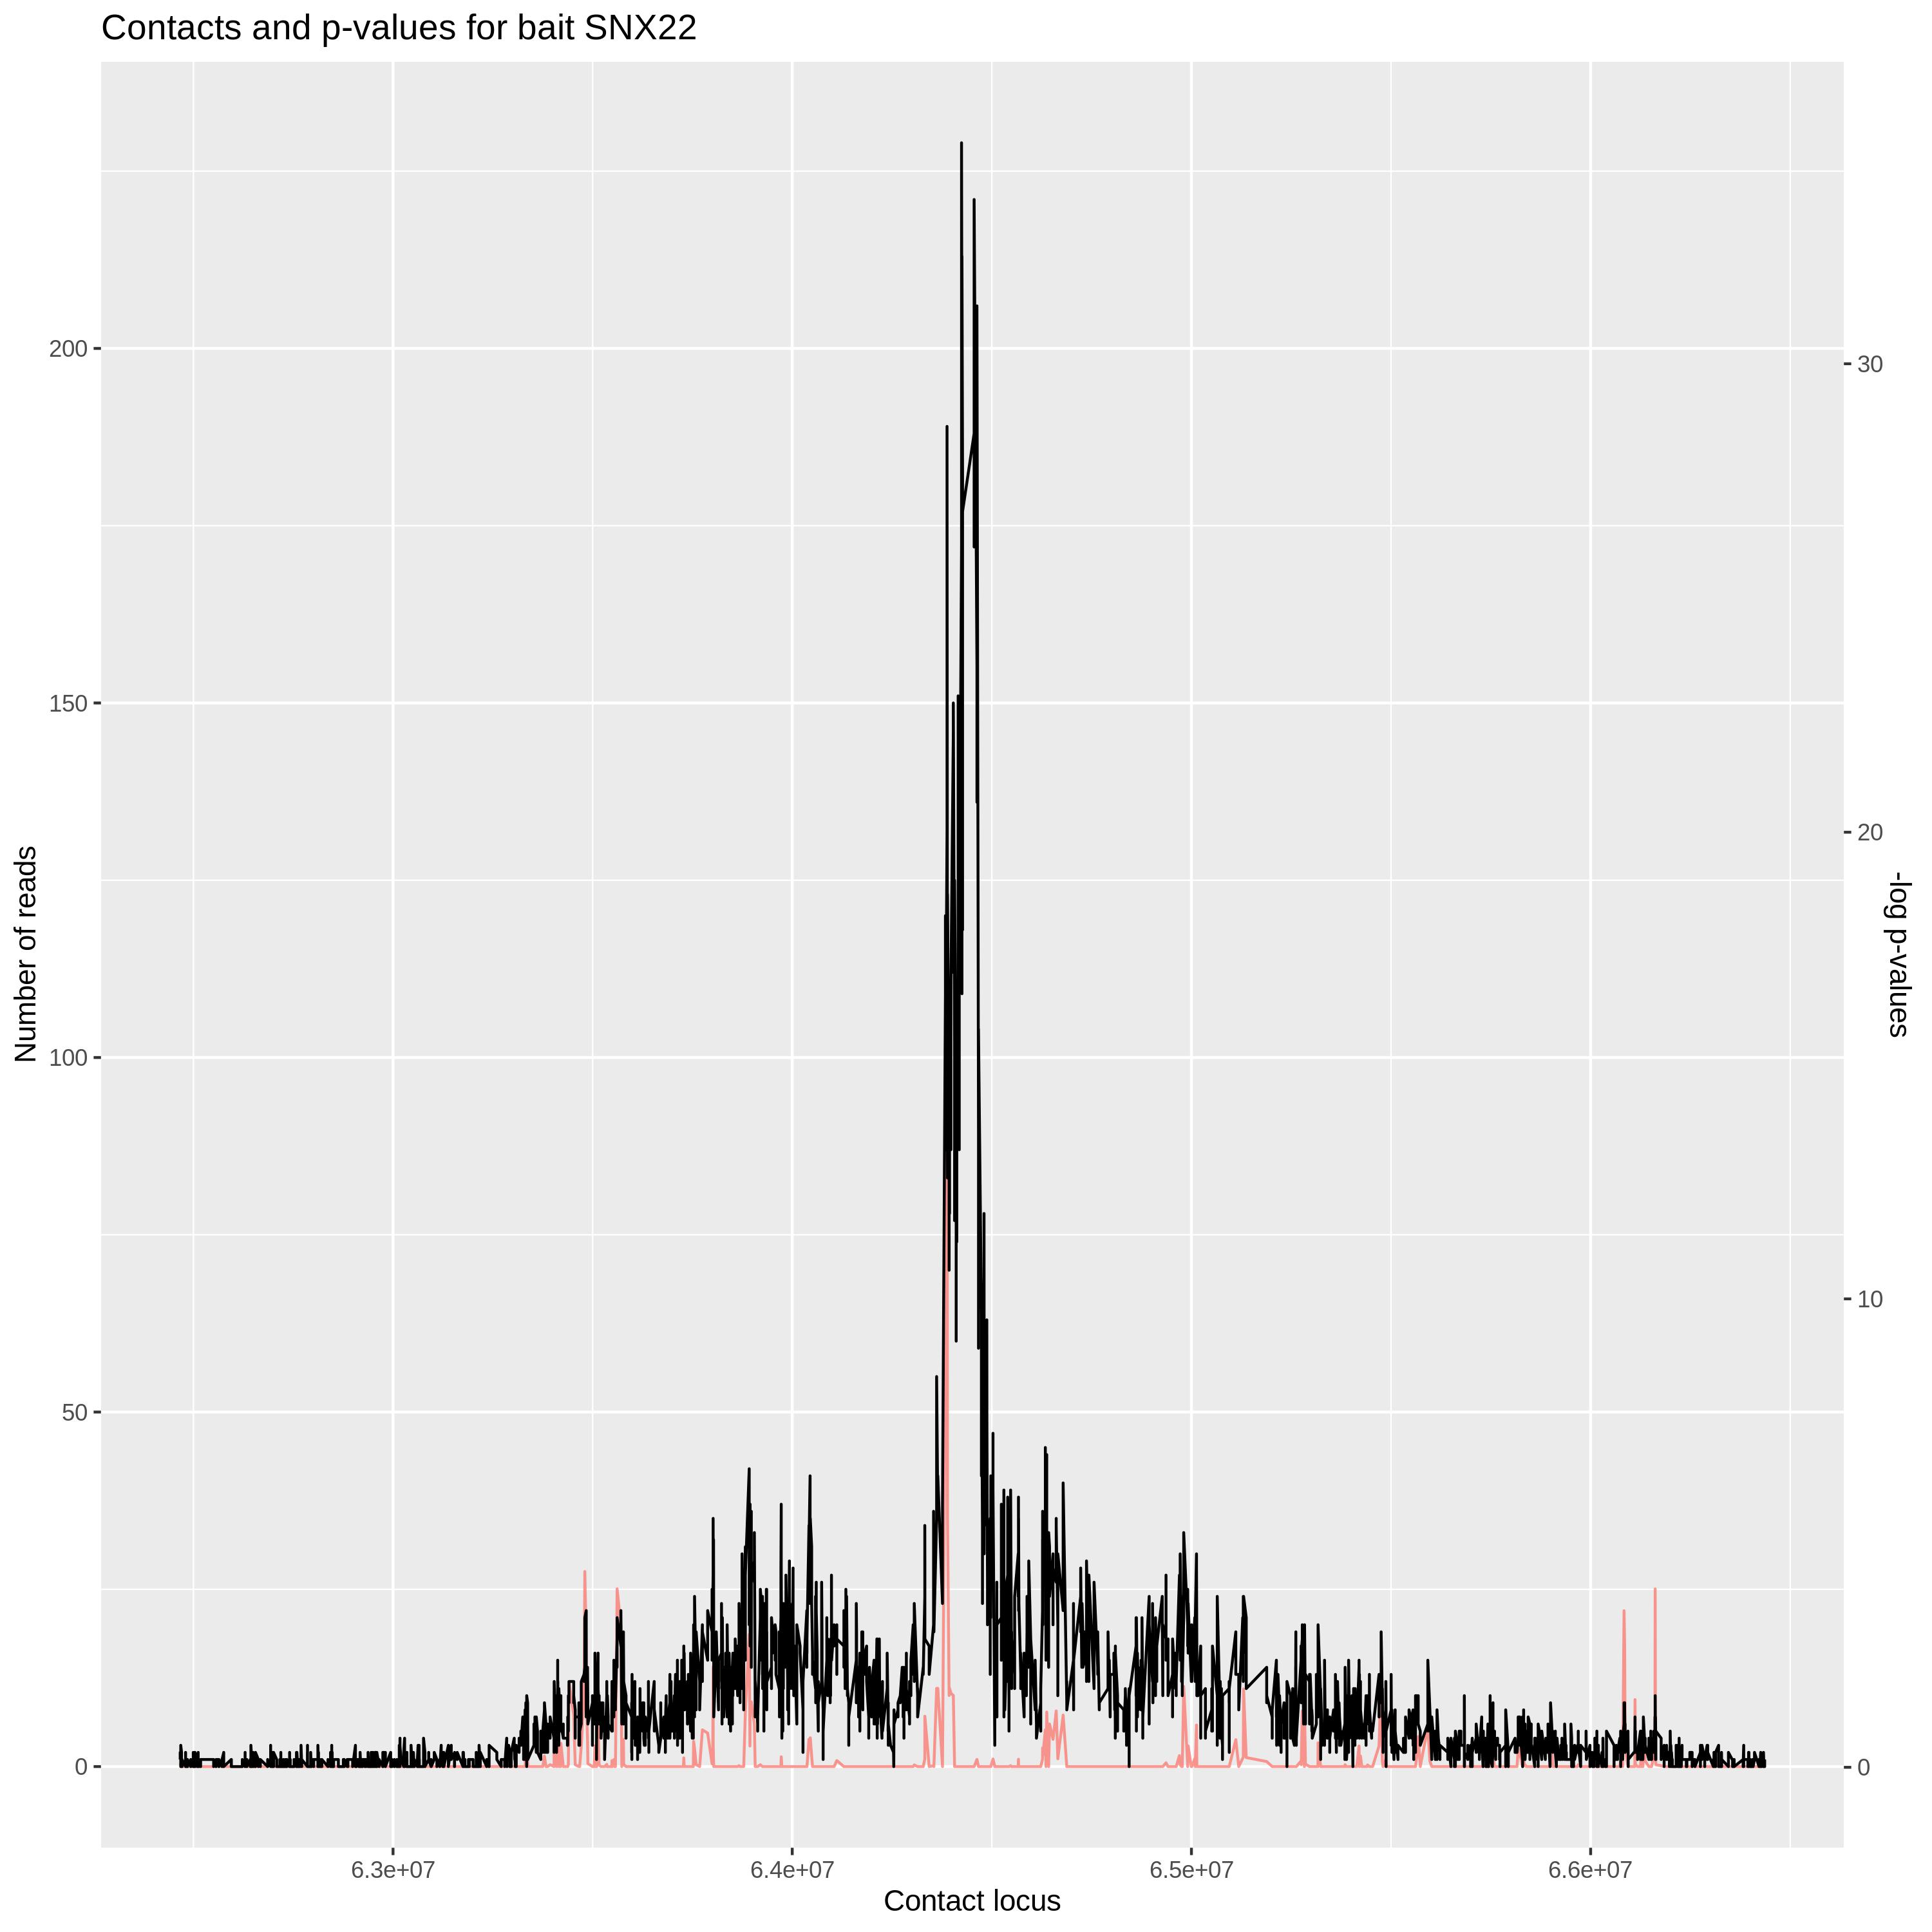 Contacts and p-values for bait SNX22
Number of reads
200
150
100
50
0
30
20
10
0
-log p-values
6.3e+07
6.4e+07
6.5e+07
6.6e+07
Contact locus